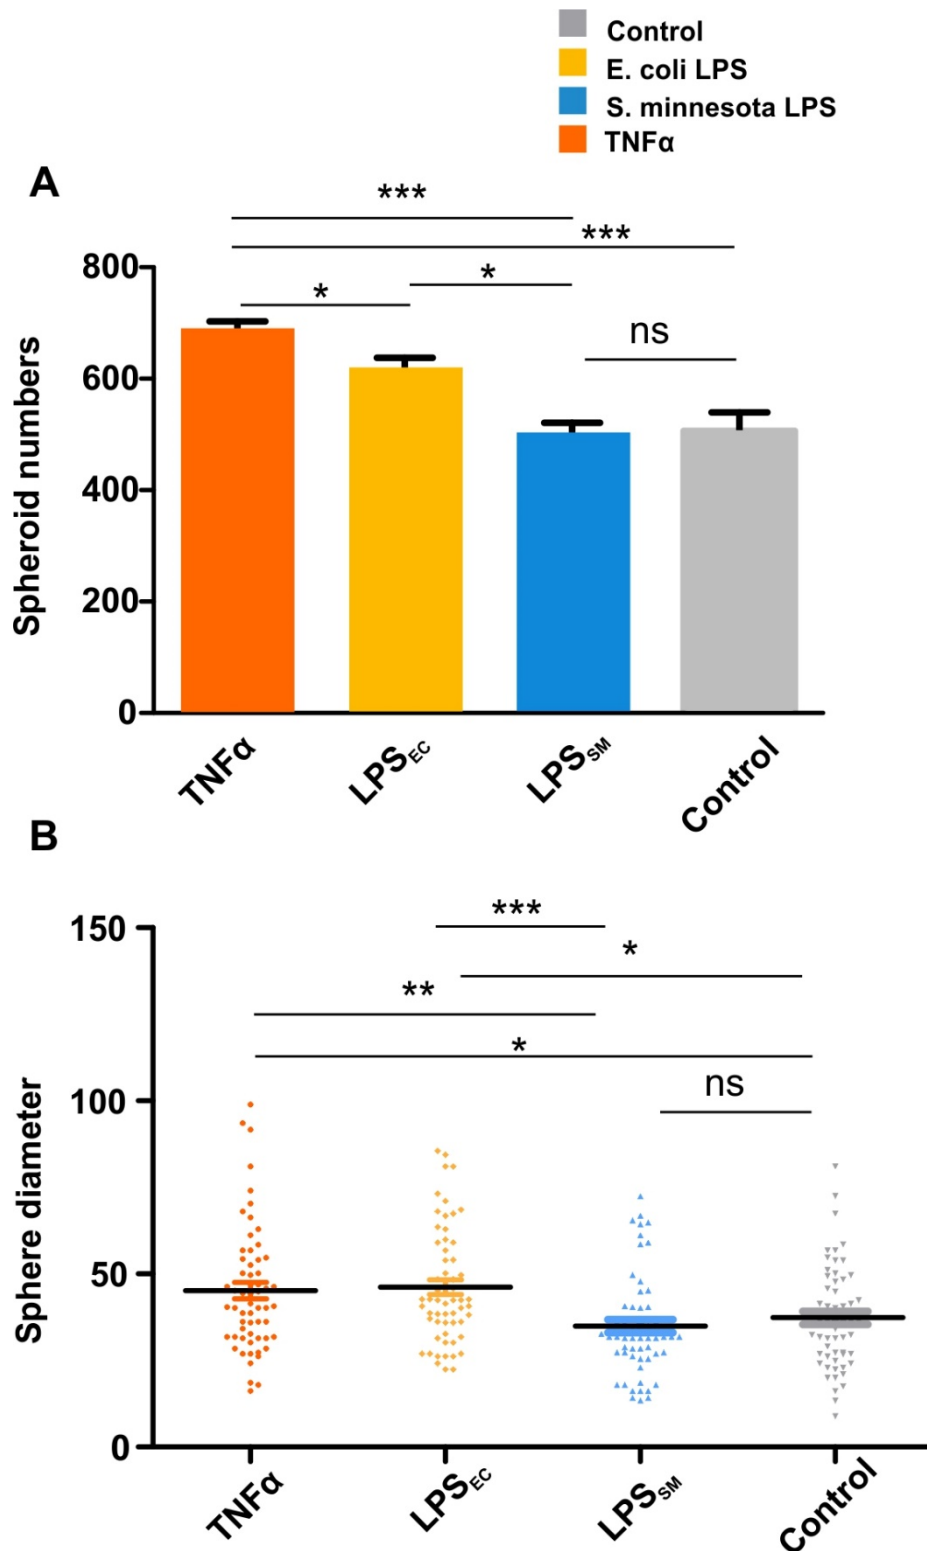 Control
E. coli LPS
S. minnesota LPS
TNFα
A
***
***
*
*
ns
800
600
400
200
0
Spheroid numbers
TNFα
LPSEC
LPSSM
Control
B
***
*
**
*
ns
150
100
50
0
Sphere diameter
TNFα
LPSEC
LPSSM
Control